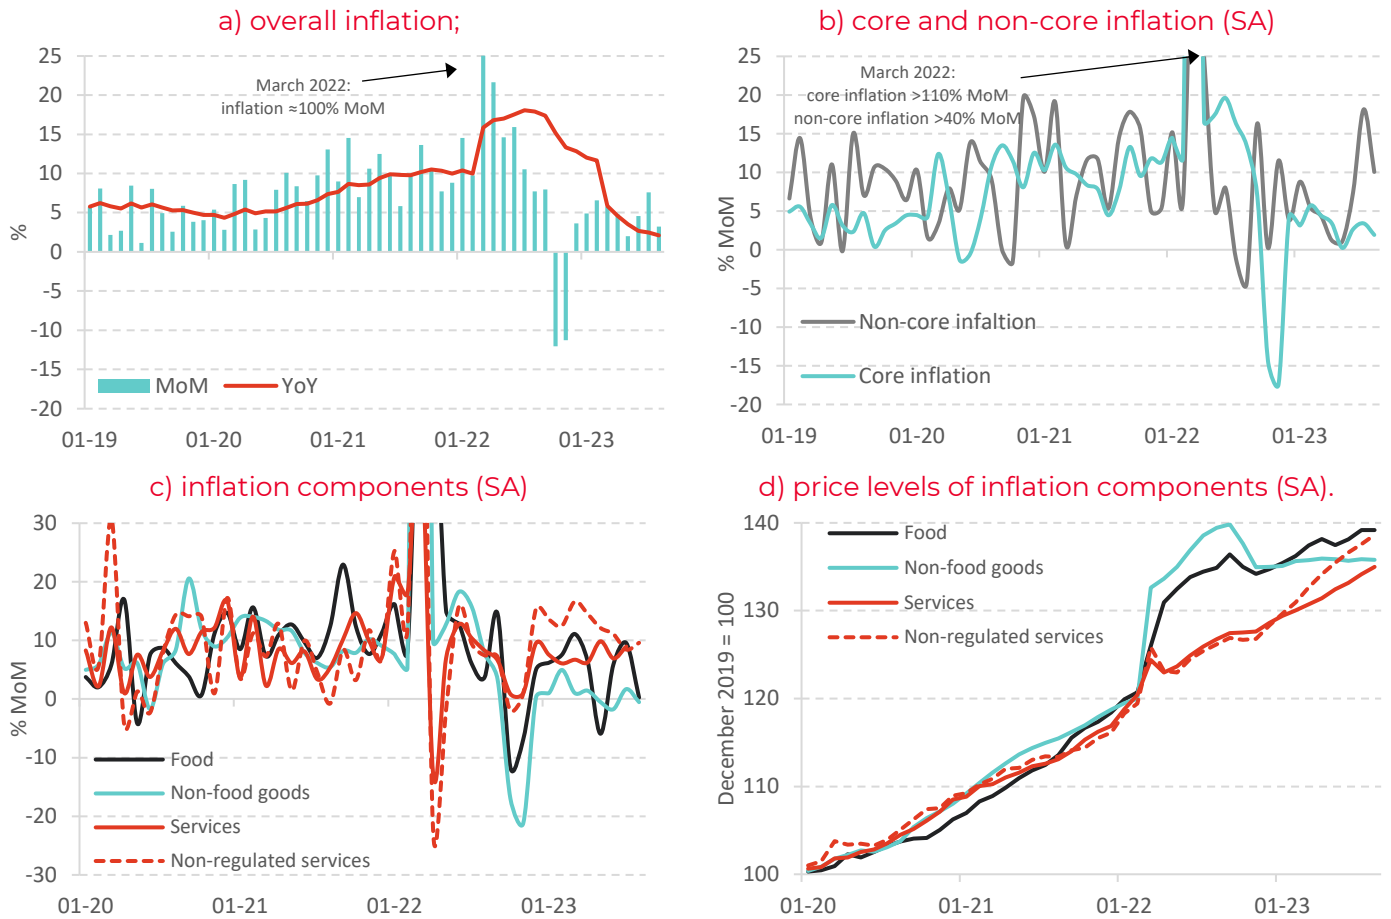 a) overall inflation;
25
20
15
10
5
0
-5
-10
-15
-20
%
March 2022:
inflation ≈100% MoM
MoM
YoY
01-19
01-20
01-21
01-22
01-23
b) core and non-core inflation (SA)
25
20
15
10
5
0
-5
-10
-15
-20
% MoM
March 2022:
core inflation >110% MoM
non-core inflation >40% MoM
Non-core infaltion
Core inflation
01-19
01-20
01-21
01-22
01-23
c) inflation components (SA)
30
20
10
0
-10
-20
-30
% MoM
Food
Non-food goods
Services
Non-regulated services
01-20
01-21
01-22
01-23
d) price levels of inflation components (SA).
140
130
120
110
100
December 2019 = 100
Food
Non-food goods
Services
Non-regulated services
01-20
01-21
01-22
01-23